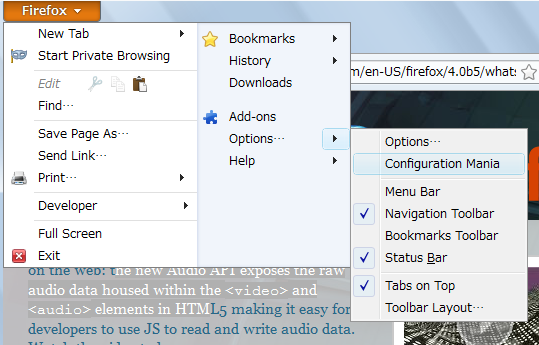 Firefox
New Tab
Start Private Browsing
Edit
Find...
Save Page As...
Send Link...
Print...
Developer
Full Screen
Exit
Bookmarks
History
Downloads
Add-ons
Options...
Help
m/en-US/firefox/4.0b5/whats
Options...
Configuration Mania
Menu Bar
Navigation Toolbar
Bookmarks Toolbar
Status Bar
Tabs on Top
Toolbar Layout...
on the web: the new Audio API exposes the raw
audio data housed within the <video> and
<audio> elements in HTML5 making it easy for
developers to use JS to read and write audio data.